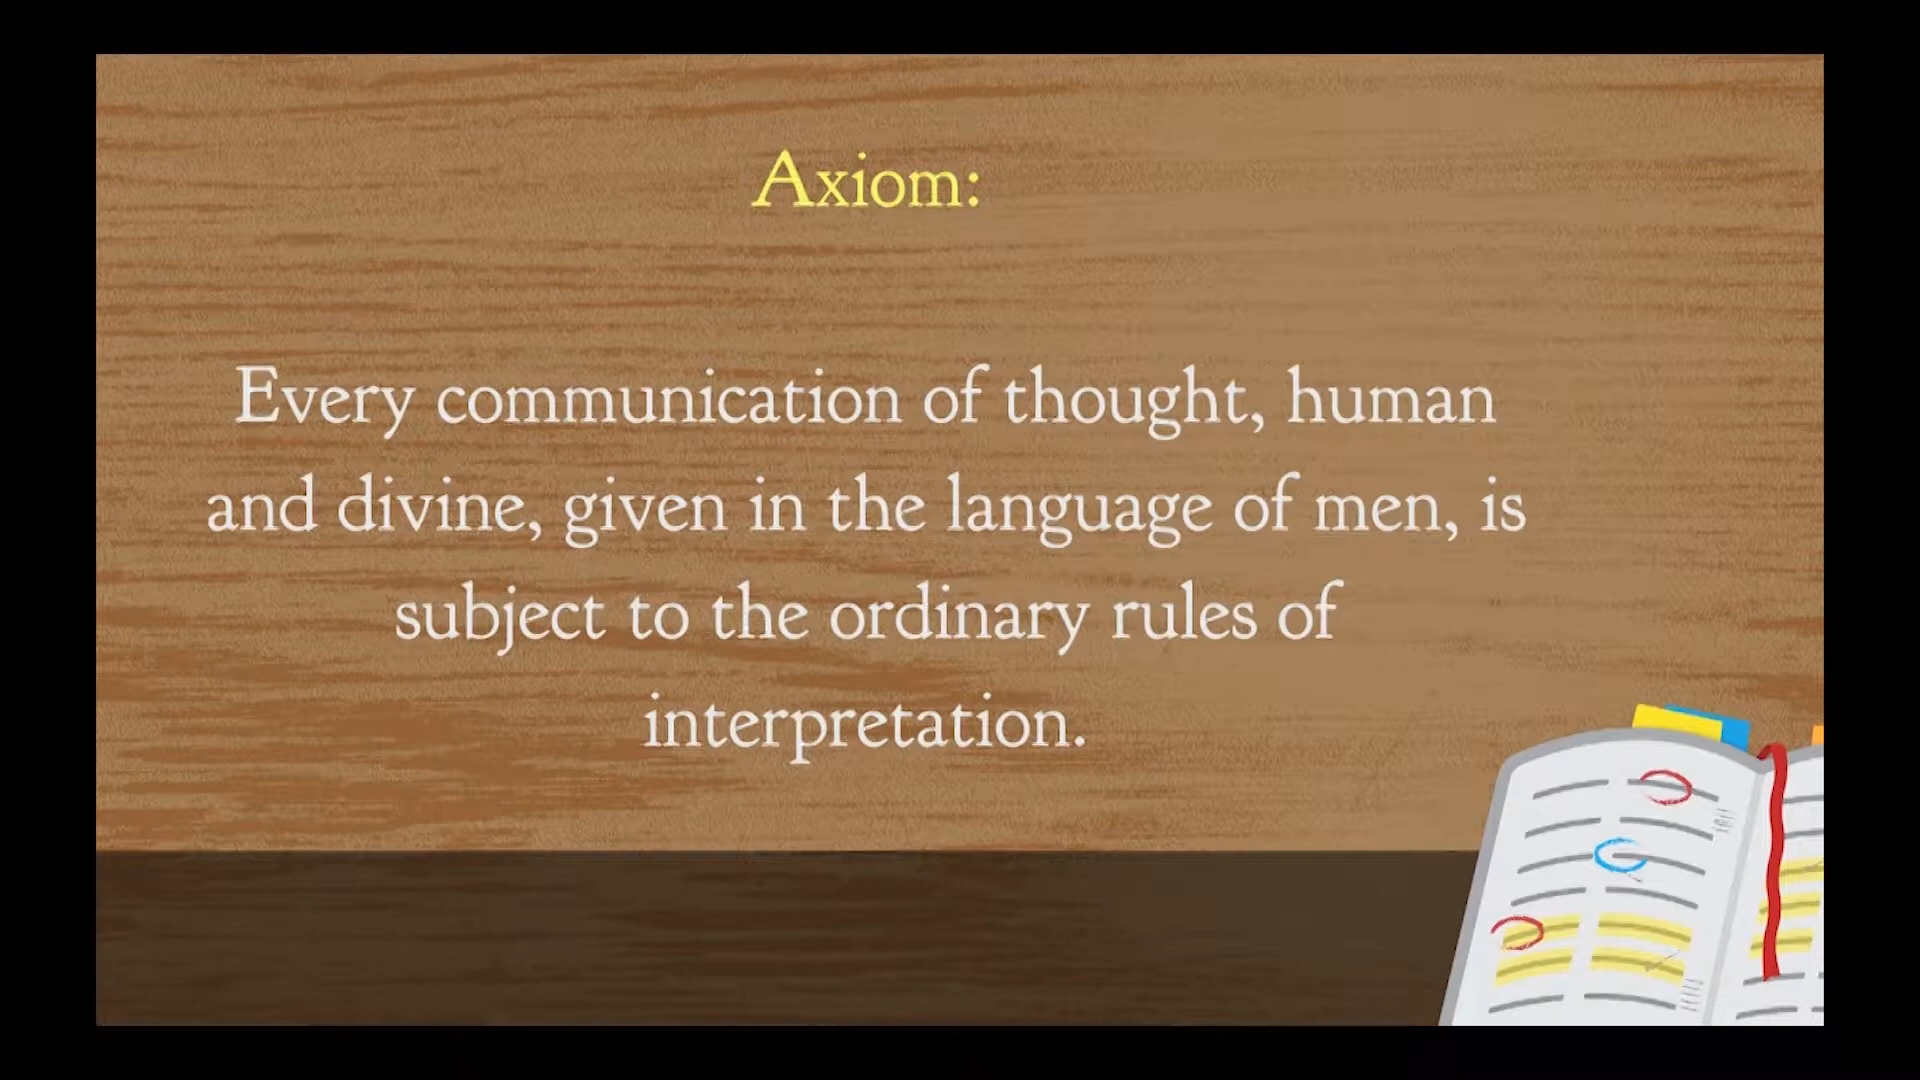 Axiom:
Every communication of thought, human
and divine, given in the language of men, is
subject to the ordinary rules of
interpretation.